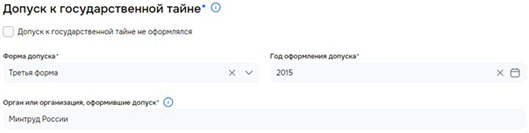 Допуск к государственной тайне*
Допуск к государственной тайне не оформлялся
Форма допуска* Год оформления допуска*
Третья форма 2015
Орган или организация, оформившие допуск*
Минтруд России